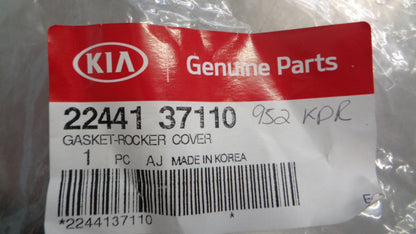 KIA Genuine Parts
22441 37110 952 KDR
GASKET-ROCKER COVER
1 PC AJ MADE IN KOREA
*2244137110 *